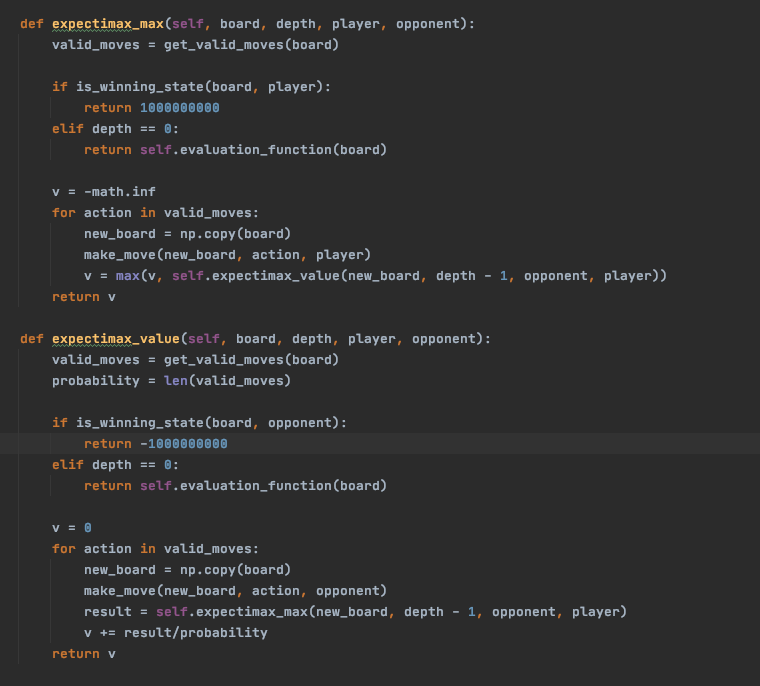 def expectimax_max(self, board, depth, player, opponent):
    valid_moves = get_valid_moves(board)
    if is_winning_state(board, player):
        return 1000000000
    elif depth == 0:
        return self.evaluation_function(board)
    v = -math.inf
    for action in valid_moves:
        new_board = np.copy(board)
        make_move(new_board, action, player)
        v = max(v, self.expectimax_value(new_board, depth - 1, opponent, player))
    return v
def expectimax_value(self, board, depth, player, opponent):
    valid_moves = get_valid_moves(board)
    probability = len(valid_moves)
    if is_winning_state(board, opponent):
        return -1000000000
    elif depth == 0:
        return self.evaluation_function(board)
    v = 0
    for action in valid_moves:
        new_board = np.copy(board)
        make_move(new_board, action, opponent)
        result = self.expectimax_max(new_board, depth - 1, opponent, player)
        v += result/probability
    return v